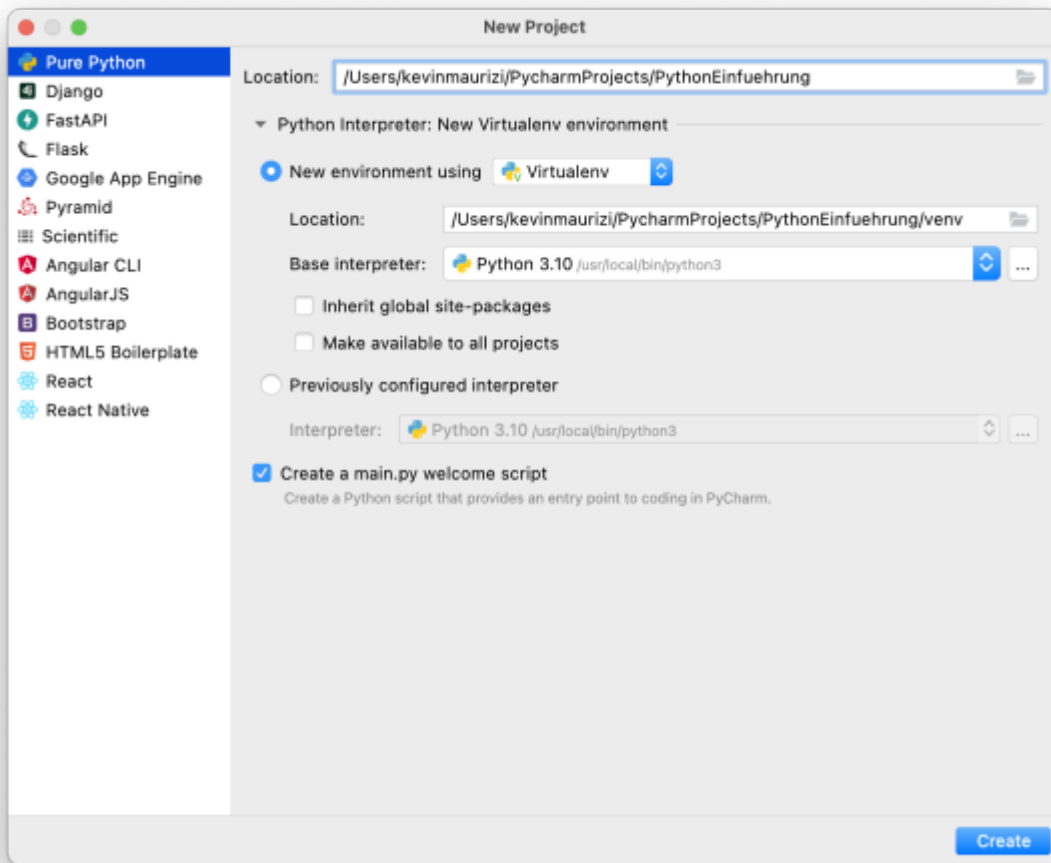 New Project
Pure Python
Django
FastAPI
Flask
Google App Engine
Pyramid
Scientific
Angular CLI
AngularJS
Bootstrap
HTML5 Boilerplate
React
React Native
Location: /Users/kevinmaurizi/PycharmProjects/PythonEinfuehrung
Python Interpreter: New Virtualenv environment
New environment using Virtualenv
Location: /Users/kevinmaurizi/PycharmProjects/PythonEinfuehrung/venv
Base interpreter: Python 3.10 /usr/local/bin/python3 ...
Inherit global site-packages
Make available to all projects
Previously configured interpreter
Interpreter: Python 3.10 /usr/local/bin/python3 ...
Create a main.py welcome script
Create a Python script that provides an entry point to coding in PyCharm.
Create